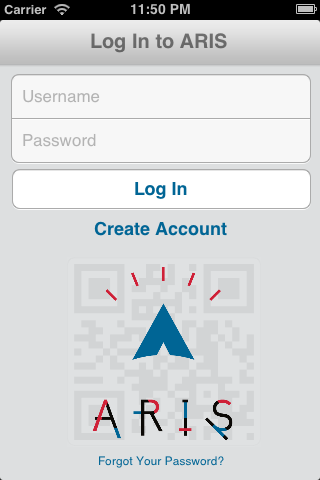 Carrier 11:50 PM
Log In to ARIS
Username
Password
Log In
Create Account
ARIS
Forgot Your Password?